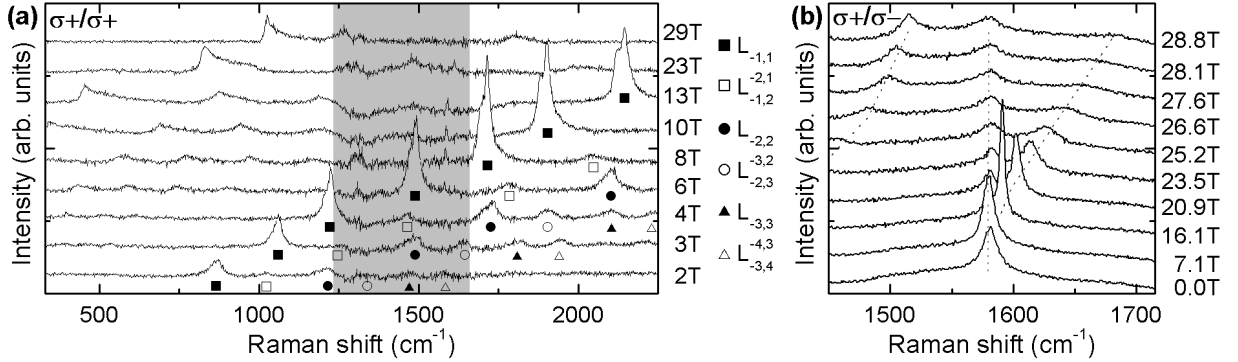 (a)
σ+/σ+
Intensity (arb. units)
29T
23T
13T
10T
8T
6T
4T
3T
2T
500
1000
1500
2000
Raman shift (cm⁻¹)
■ L-1,1
□ L-2,1
-1,2
● L-2,2
○ L-3,2
-2,3
▲ L-3,3
△ L-4,3
-3,4
(b)
σ+/σ−
Intensity (arb. units)
28.8T
28.1T
27.6T
26.6T
25.2T
23.5T
20.9T
16.1T
7.1T
0.0T
1500
1600
1700
Raman shift (cm⁻¹)